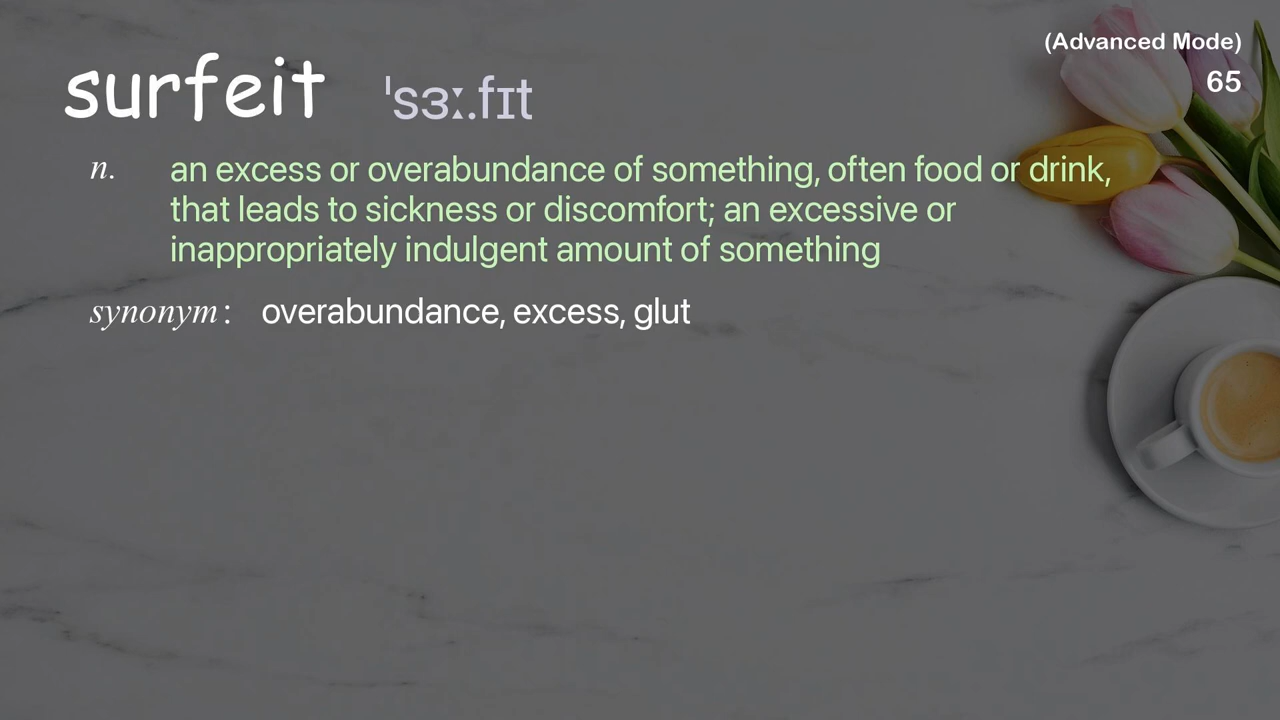 (Advanced Mode)
65
surfeit ˈsɜː.fɪt
n. an excess or overabundance of something, often food or drink,
that leads to sickness or discomfort; an excessive or
inappropriately indulgent amount of something
synonym: overabundance, excess, glut